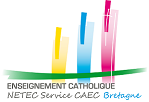 ENSEIGNEMENT CATHOLIQUE
NETEC Service CAEC Bretagne